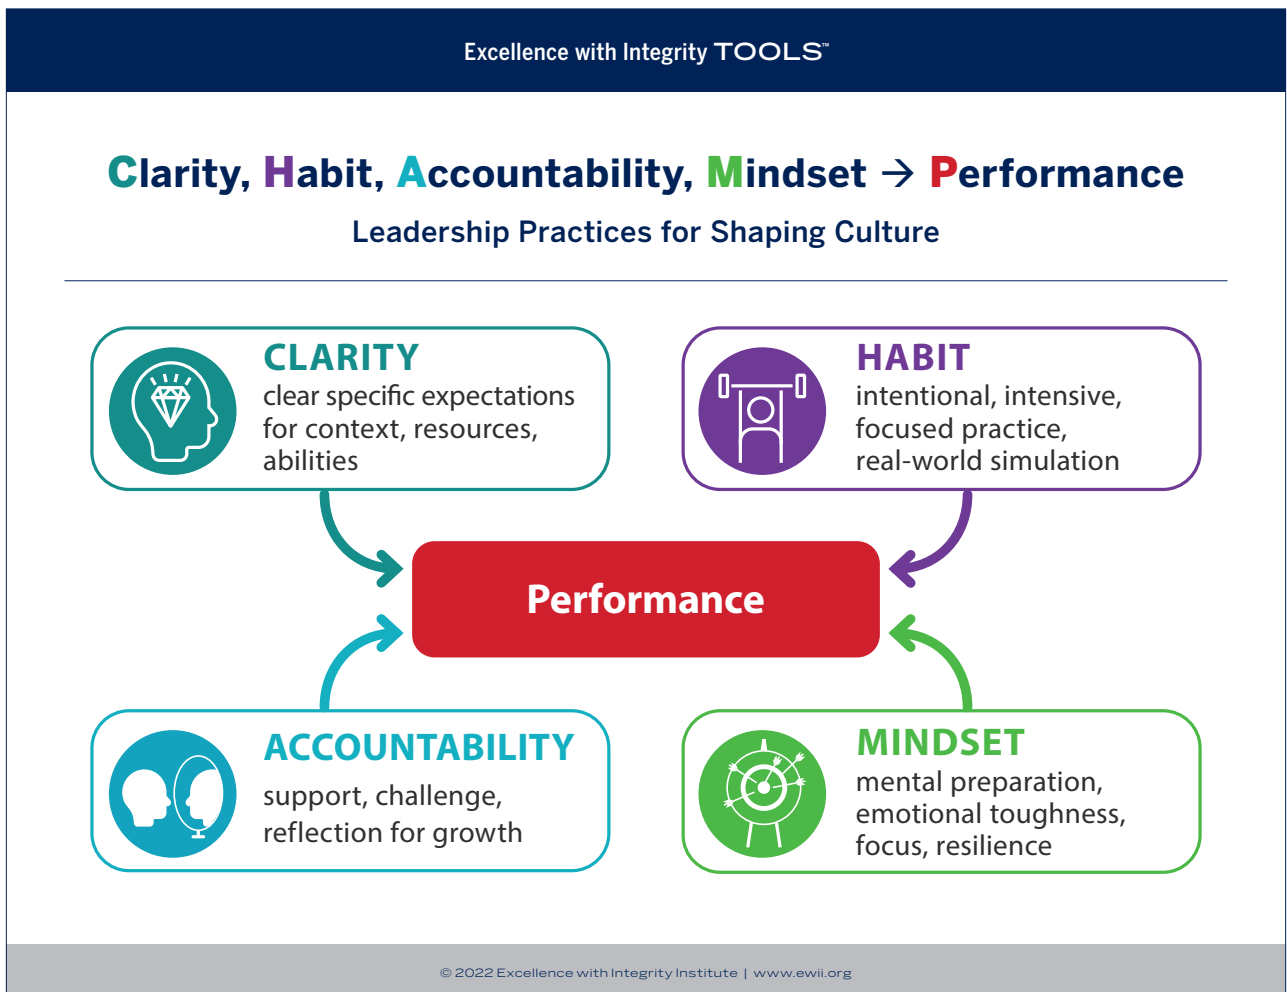 Excellence with Integrity TOOLS™
Clarity, Habit, Accountability, Mindset → Performance
Leadership Practices for Shaping Culture
CLARITY
clear specific expectations
for context, resources,
abilities
HABIT
intentional, intensive,
focused practice,
real-world simulation
Performance
ACCOUNTABILITY
support, challenge,
reflection for growth
MINDSET
mental preparation,
emotional toughness,
focus, resilience
© 2022 Excellence with Integrity Institute | www.ewii.org